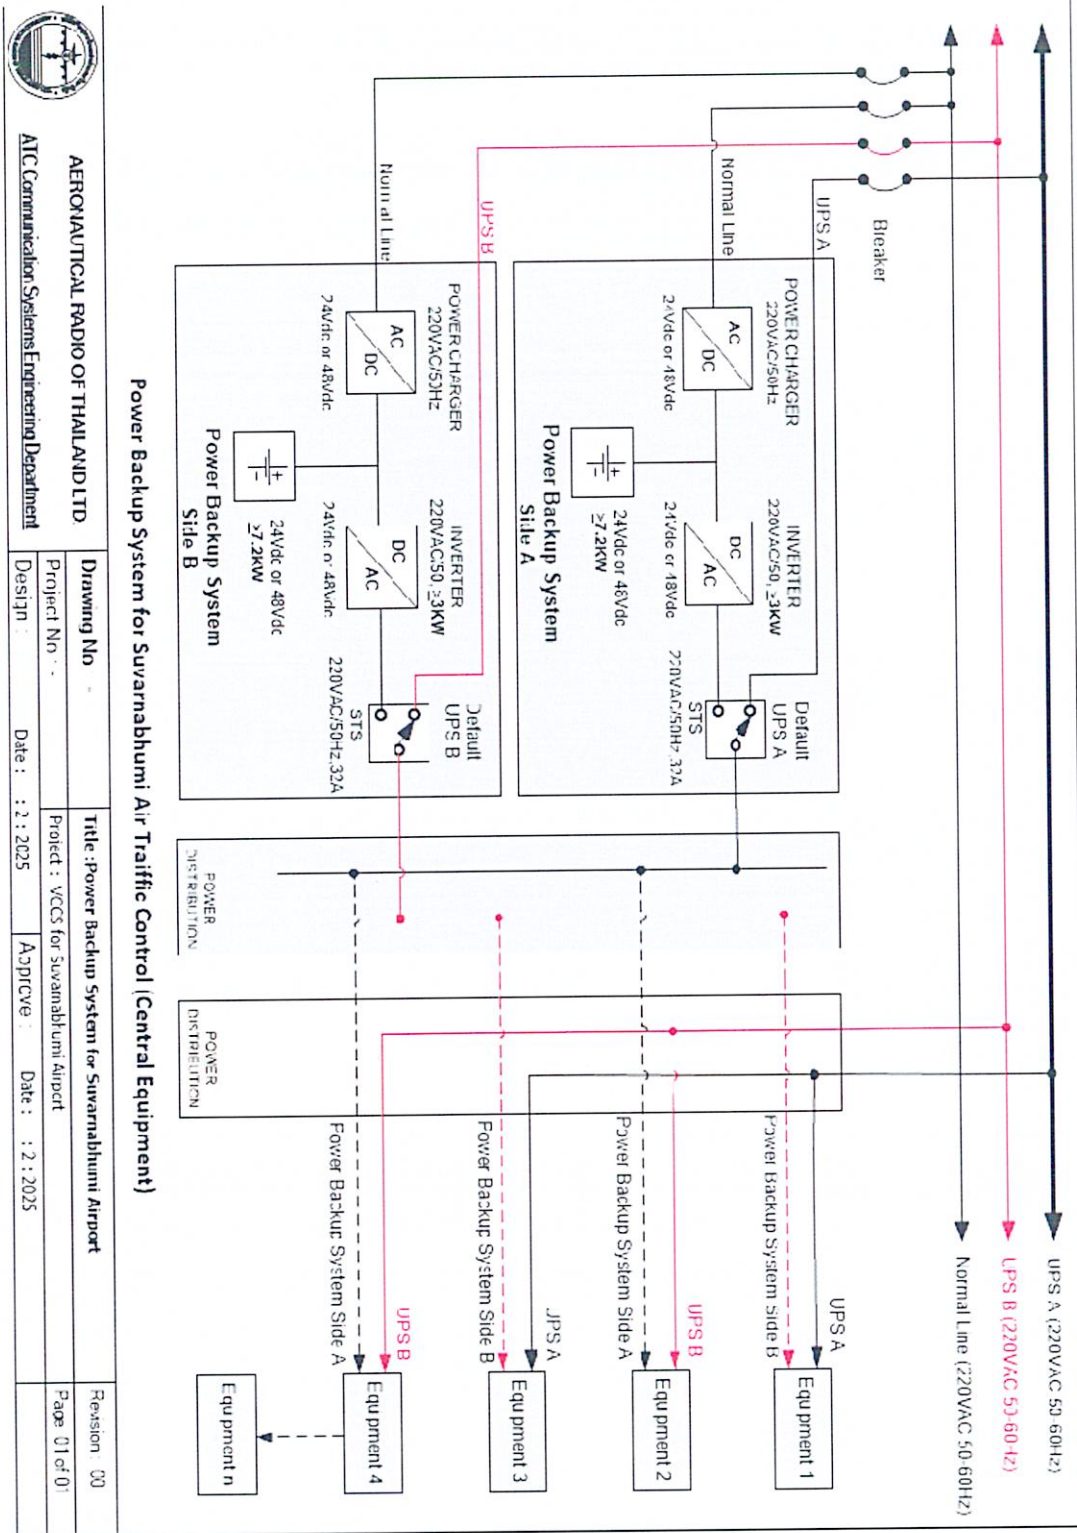 UPS A (220VAC 50-60Hz)
UPS B (220VAC 50-60Hz)
Normal Line (220VAC 50-60Hz)
Breaker
UPS A
Normal Line
UPS B
Normal Line
POWER CHARGER
220VAC/50Hz
AC
DC
24Vdc or 48Vdc
INVERTER
220VAC/50, ≥3KW
DC
AC
24Vdc or 48Vdc
24Vdc or 48Vdc
≥7.2KW
Power Backup System
Side A
Default
UPS A
STS
220VAC/50Hz,32A
POWER CHARGER
220VAC/50Hz
AC
DC
24Vdc or 48Vdc
INVERTER
220VAC/50, ≥3KW
DC
AC
24Vdc or 48Vdc
24Vdc or 48Vdc
≥7.2KW
Power Backup System
Side B
Default
UPS B
STS
220VAC/50Hz,32A
POWER
DISTRIBUTION
POWER
DISTRIBUTION
UPS A
Power Backup System Side B
Equipment 1
UPS B
Power Backup System Side A
Equipment 2
UPS A
Power Backup System Side B
Equipment 3
UPS B
Power Backup System Side A
Equipment 4
Equipment n
Power Backup System for Suvarnabhumi Air Traiffic Control (Central Equipment)
AERONAUTICAL RADIO OF THAILAND LTD.
ATC Communication Systems Engineering Department
Drawing No -
Title :Power Backup System for Suvarnabhumi Airport
Revision : 00
Project No : -
Project : VCCS for Suvarnabhumi Airport
Page 01 of 01
Design :
Date : : 2 : 2025
Approve :
Date : : 2 : 2025